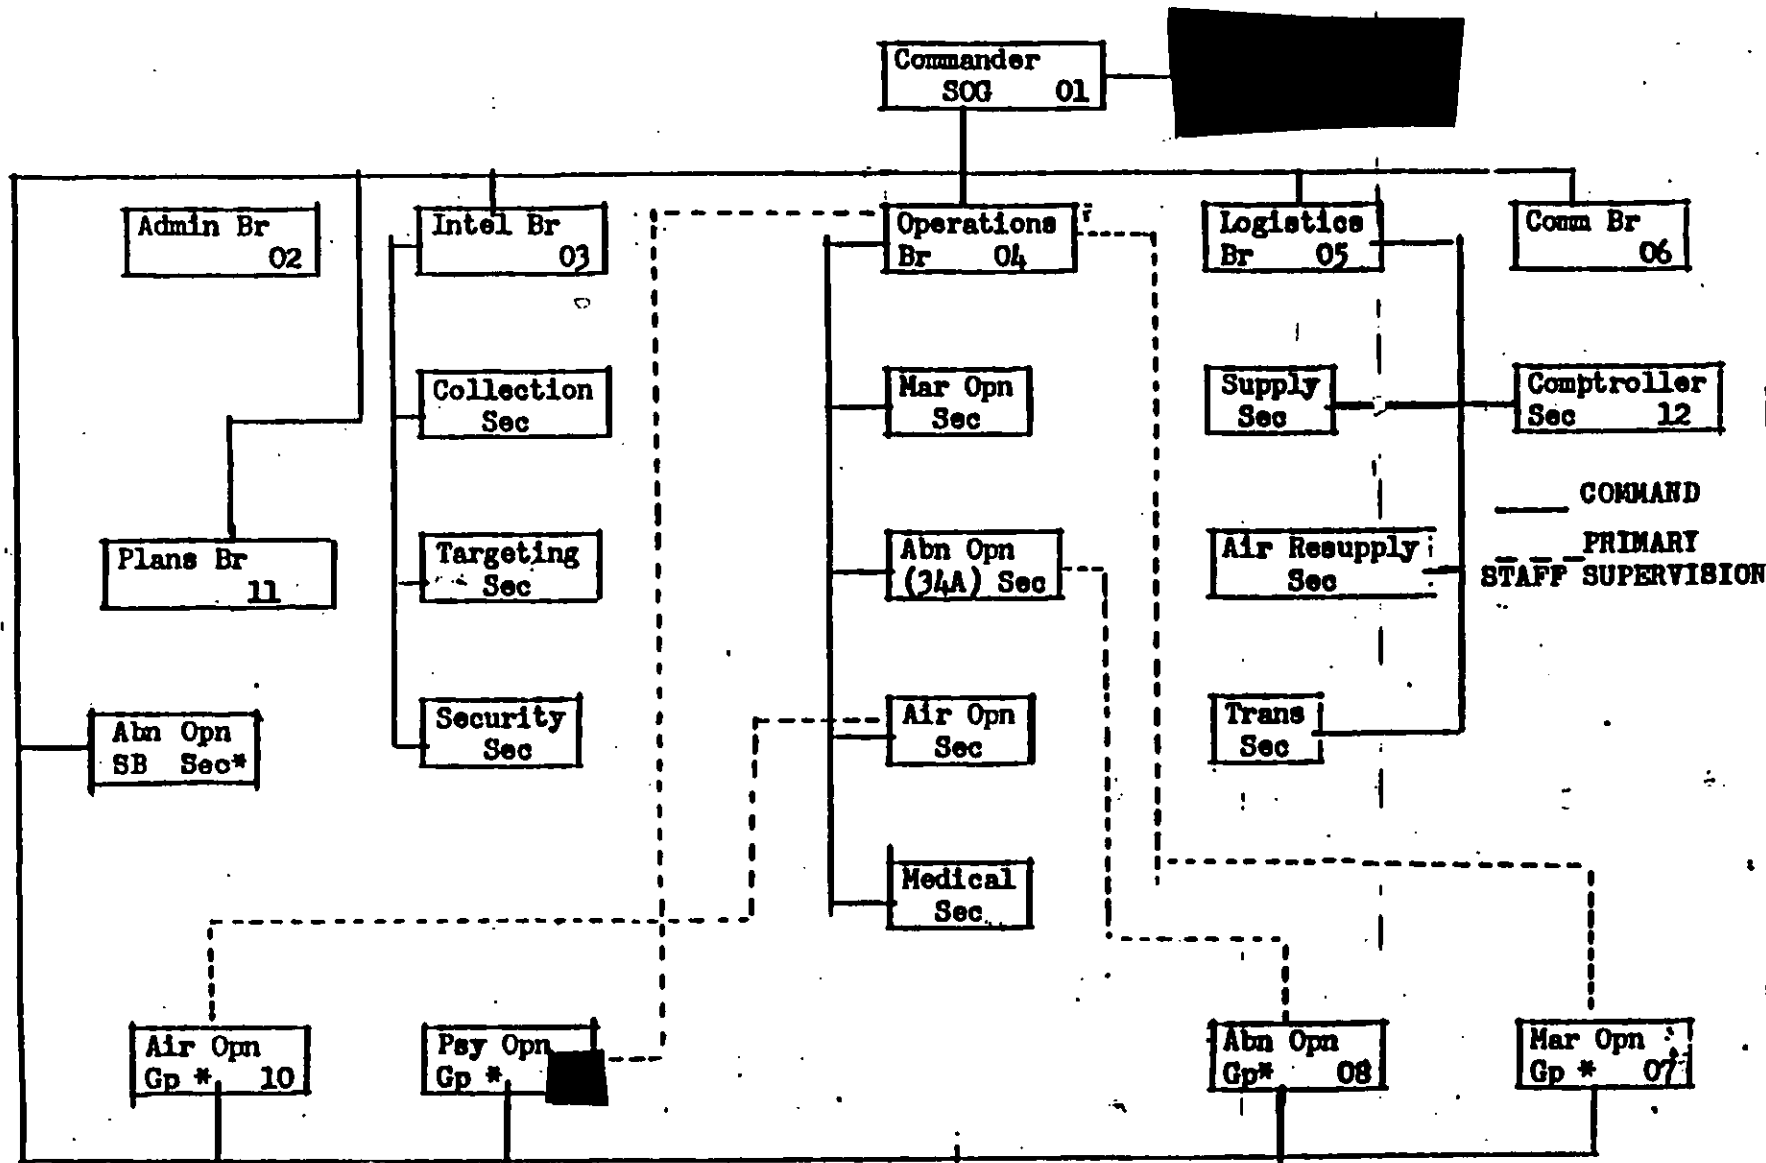 Commander
SOG 01
Admin Br
02
Intel Br
03
Operations
Br 04
Logistics
Br 05
Comm Br
06
Collection
Sec
Mar Opn
Sec
Supply
Sec
Comptroller
Sec 12
COMMAND
PRIMARY
STAFF SUPERVISION
Plans Br
11
Targeting
Sec
Abn Opn
(34A) Sec
Air Resupply
Sec
Abn Opn
SB Sec*
Security
Sec
Air Opn
Sec
Trans
Sec
Medical
Sec
Air Opn
Gp * 10
Psy Opn
Gp *
Abn Opn
Gp* 08
Mar Opn
Gp * 07